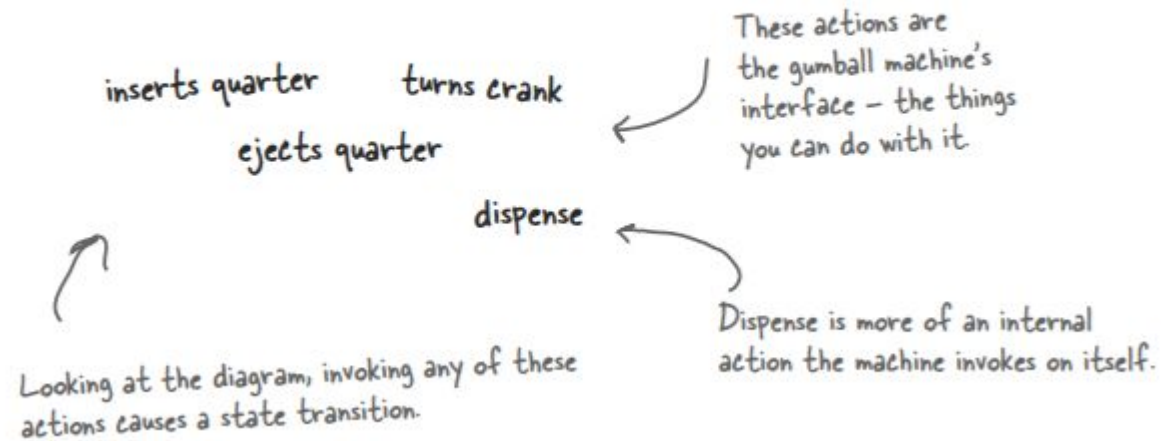 These actions are
the gumball machine's
interface – the things
you can do with it.
inserts quarter turns crank
ejects quarter
dispense
Dispense is more of an internal
action the machine invokes on itself.
Looking at the diagram, invoking any of these
actions causes a state transition.